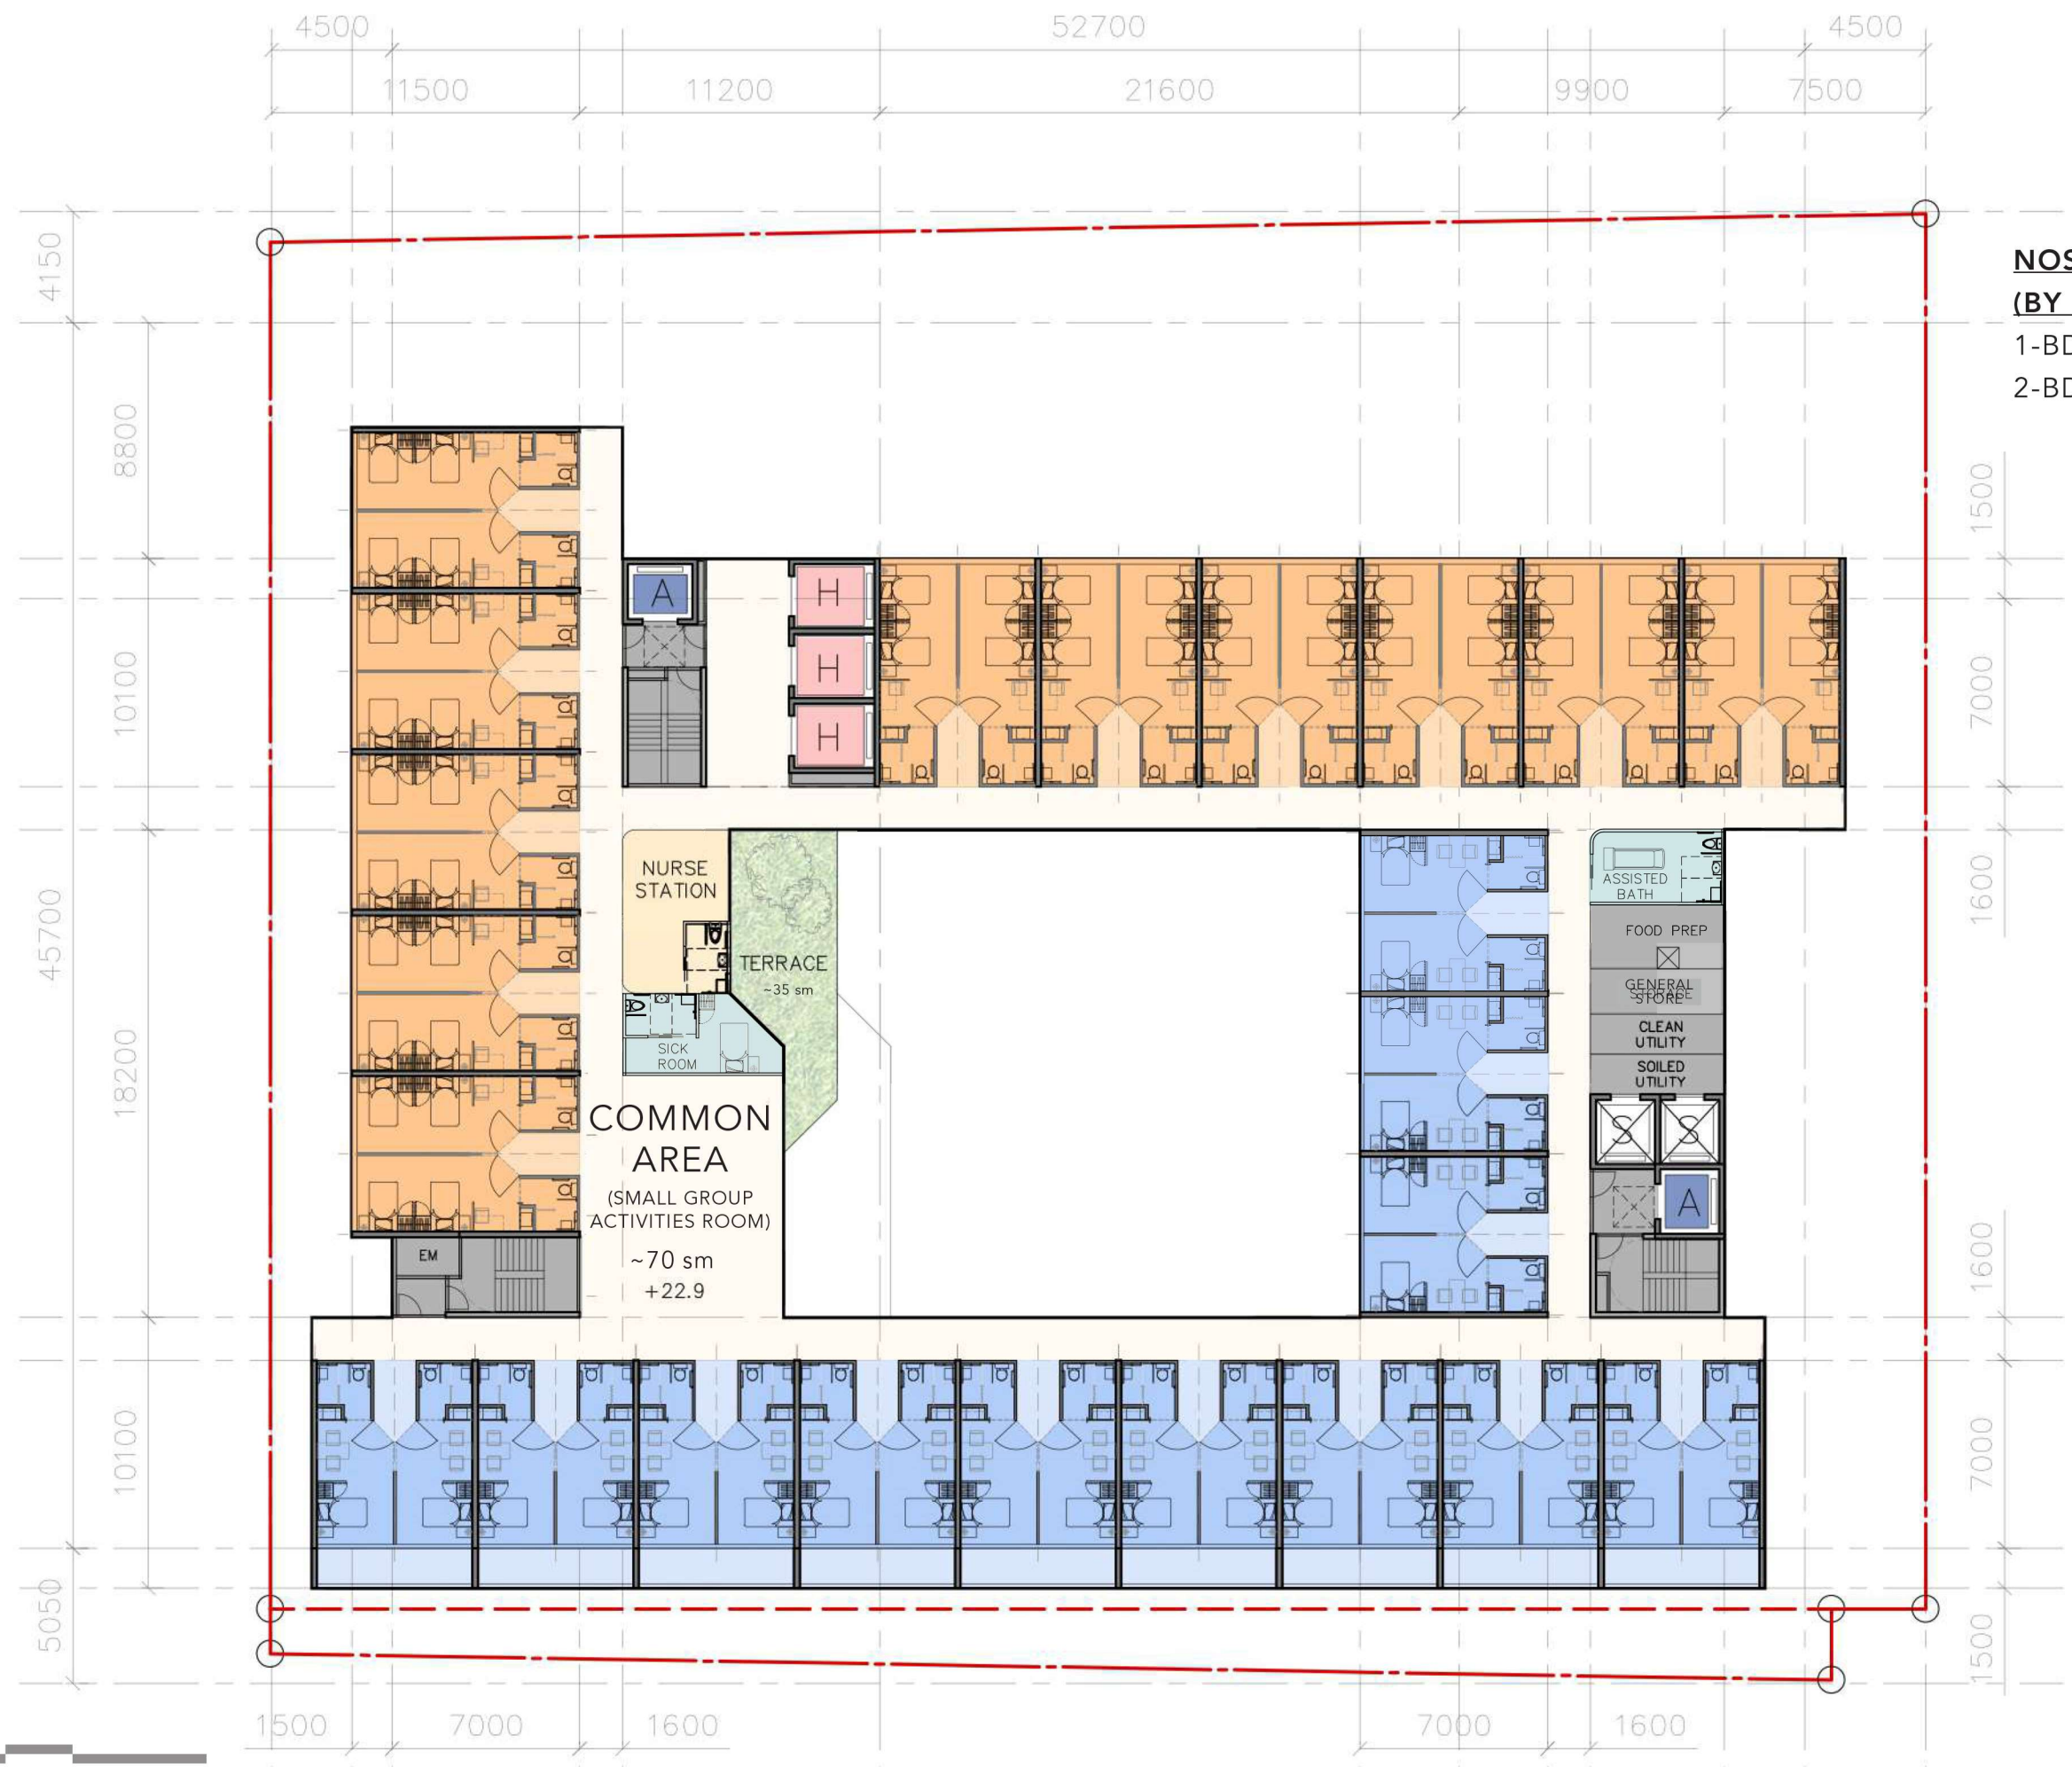 4500
52700
4500
11500
11200
21600
9900
7500
4150
NOS
(BY
1-BD
2-BD
8800
1500
A
H
H
H
10100
7000
45700
NURSE
STATION
TERRACE
~35 sm
ASSISTED
BATH
FOOD PREP
GENERAL
STORE
STORAGE
CLEAN
UTILITY
SOILED
UTILITY
1600
SICK
ROOM
18200
COMMON
AREA
(SMALL GROUP
ACTIVITIES ROOM)
~70 sm
+22.9
S
S
A
EM
1600
10100
7000
5050
1500
1500
7000
1600
7000
1600